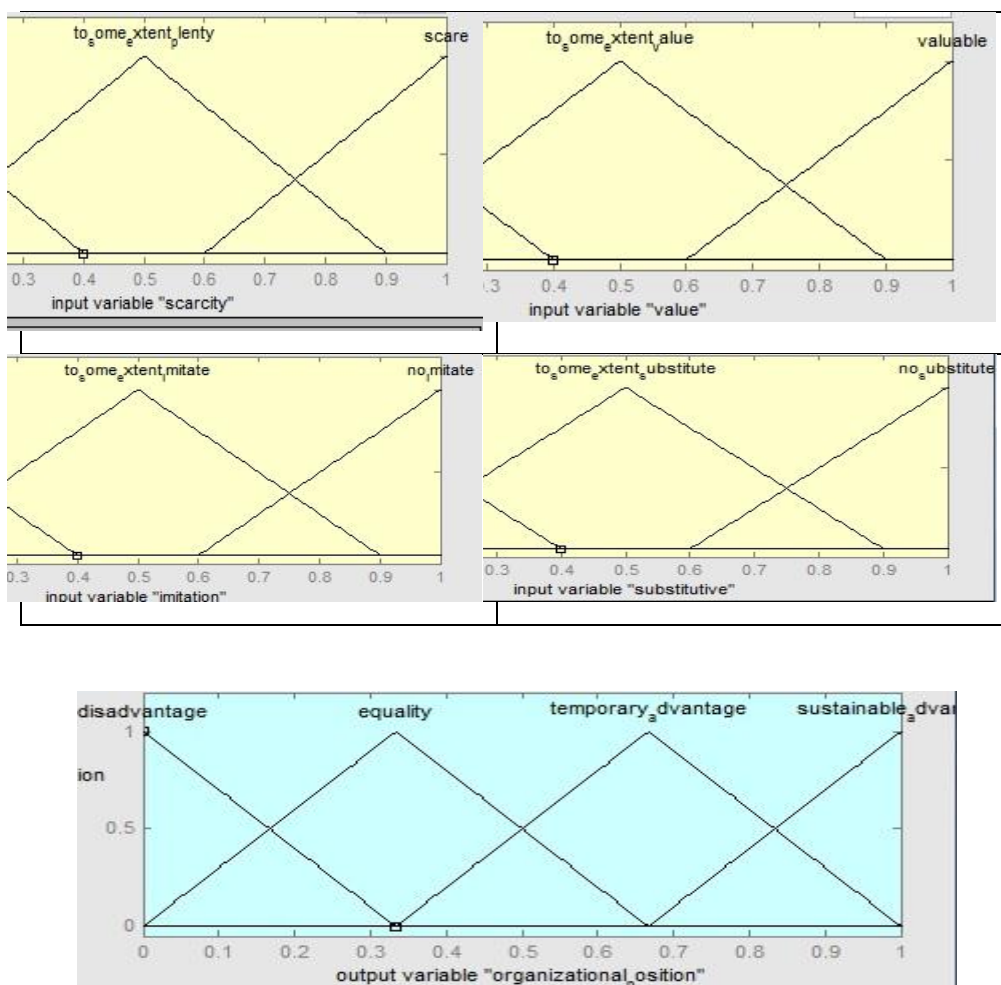 to_some_extent_plenty scare
0.3 0.4 0.5 0.6 0.7 0.8 0.9 1
input variable "scarcity"
to_some_extent_value valuable
.3 0.4 0.5 0.6 0.7 0.8 0.9 1
input variable "value"
to_some_extent_imitate no_imitate
0.3 0.4 0.5 0.6 0.7 0.8 0.9 1
input variable "imitation"
to_some_extent_substitute no_substitute
0.3 0.4 0.5 0.6 0.7 0.8 0.9 1
input variable "substitutive"
disadvantage equality temporary_advantage sustainable_advan
1
ion
0.5
0
0 0.1 0.2 0.3 0.4 0.5 0.6 0.7 0.8 0.9 1
output variable "organizational_position"